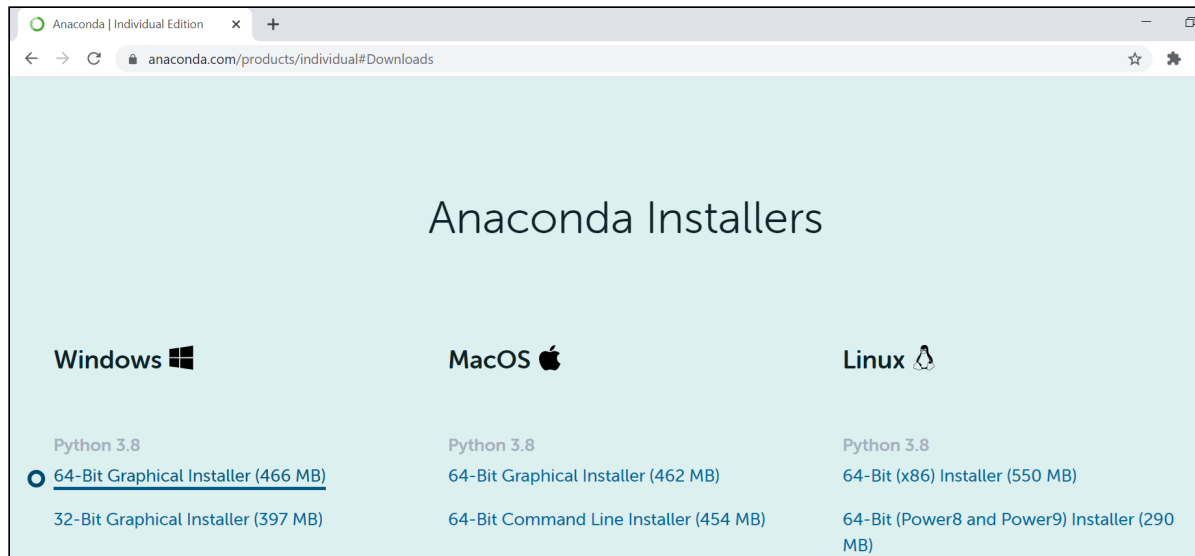 Anaconda | Individual Edition
anaconda.com/products/individual#Downloads
Anaconda Installers
Windows
Python 3.8
64-Bit Graphical Installer (466 MB)
32-Bit Graphical Installer (397 MB)
MacOS
Python 3.8
64-Bit Graphical Installer (462 MB)
64-Bit Command Line Installer (454 MB)
Linux
Python 3.8
64-Bit (x86) Installer (550 MB)
64-Bit (Power8 and Power9) Installer (290
MB)